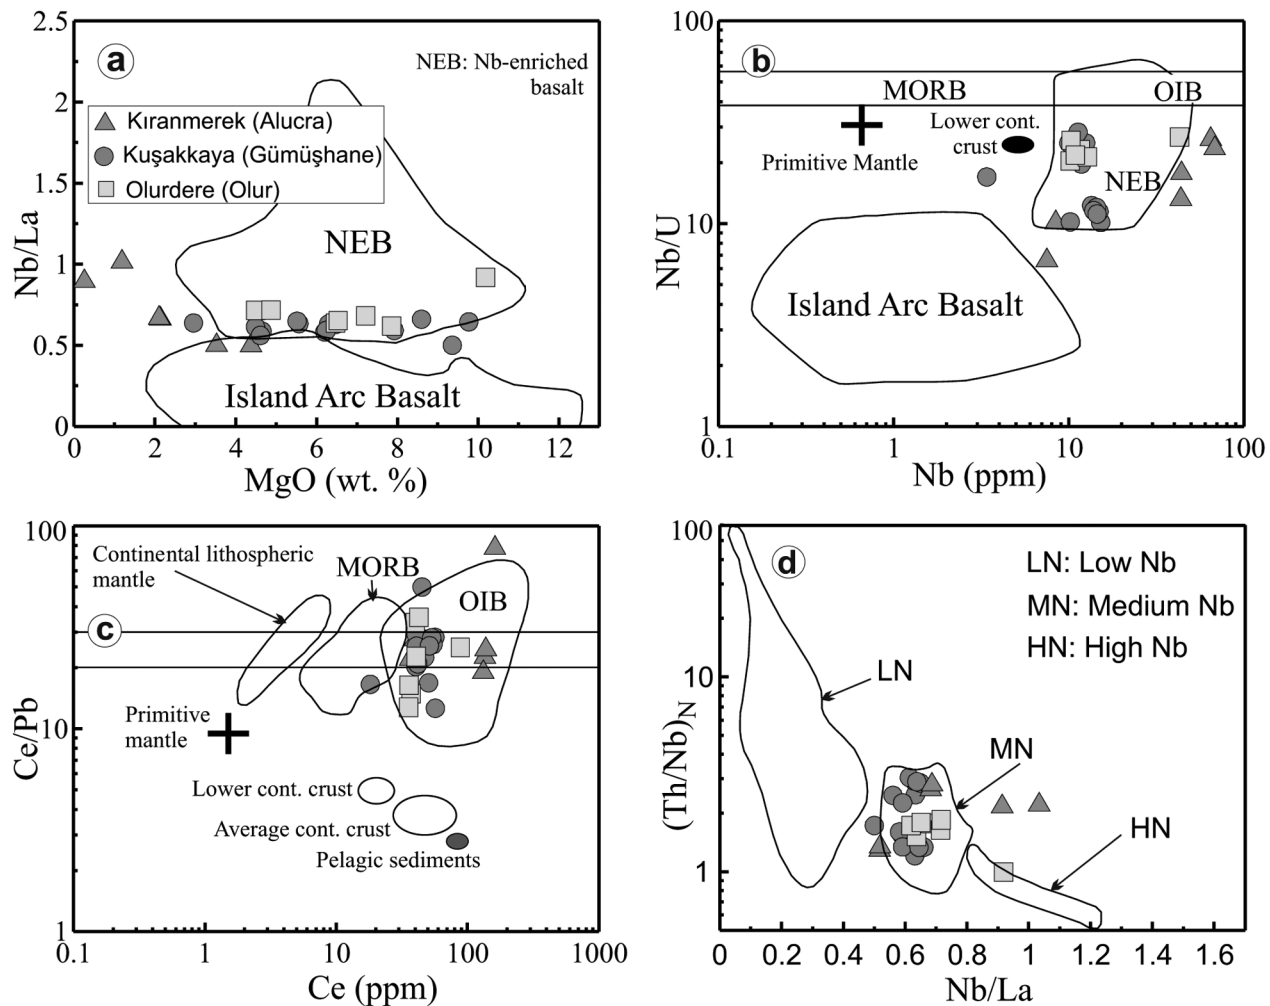 2.5
2
1.5
1
0.5
0
Nb/La
a
NEB: Nb-enriched
basalt
Kıranmerek (Alucra)
Kuşakkaya (Gümüşhane)
Olurdere (Olur)
NEB
Island Arc Basalt
0 2 4 6 8 10 12
MgO (wt. %)
100
10
1
Nb/U
b
MORB
OIB
Primitive Mantle
Lower cont.
crust
NEB
Island Arc Basalt
0.1 1 10 100
Nb (ppm)
100
10
1
Ce/Pb
Continental lithospheric
mantle
MORB
OIB
c
Primitive
mantle
Lower cont. crust
Average cont. crust
Pelagic sediments
0.1 1 10 100 1000
Ce (ppm)
100
10
1
(Th/Nb)N
d
LN: Low Nb
MN: Medium Nb
HN: High Nb
LN
MN
HN
0 0.2 0.4 0.6 0.8 1 1.2 1.4 1.6
Nb/La